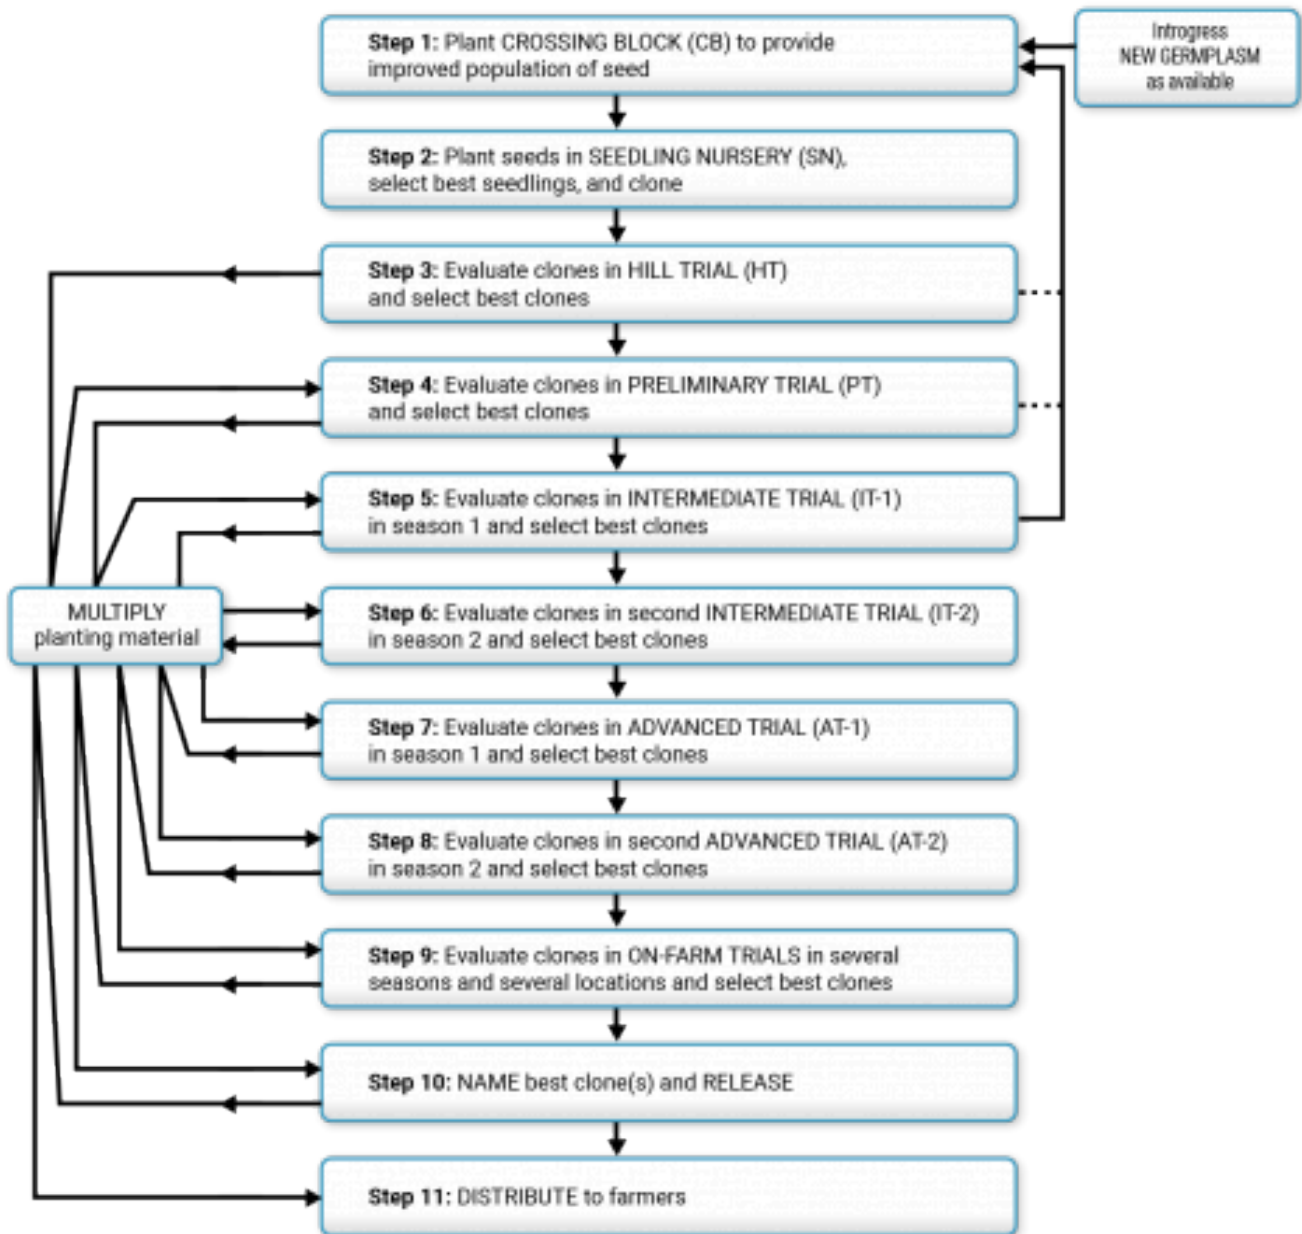 Step 1: Plant CROSSING BLOCK (CB) to provide
improved population of seed
Introgress
NEW GERMPLASM
as available
Step 2: Plant seeds in SEEDLING NURSERY (SN),
select best seedlings, and clone
Step 3: Evaluate clones in HILL TRIAL (HT)
and select best clones
Step 4: Evaluate clones in PRELIMINARY TRIAL (PT)
and select best clones
Step 5: Evaluate clones in INTERMEDIATE TRIAL (IT-1)
in season 1 and select best clones
MULTIPLY
planting material
Step 6: Evaluate clones in second INTERMEDIATE TRIAL (IT-2)
in season 2 and select best clones
Step 7: Evaluate clones in ADVANCED TRIAL (AT-1)
in season 1 and select best clones
Step 8: Evaluate clones in second ADVANCED TRIAL (AT-2)
in season 2 and select best clones
Step 9: Evaluate clones in ON-FARM TRIALS in several
seasons and several locations and select best clones
Step 10: NAME best clone(s) and RELEASE
Step 11: DISTRIBUTE to farmers